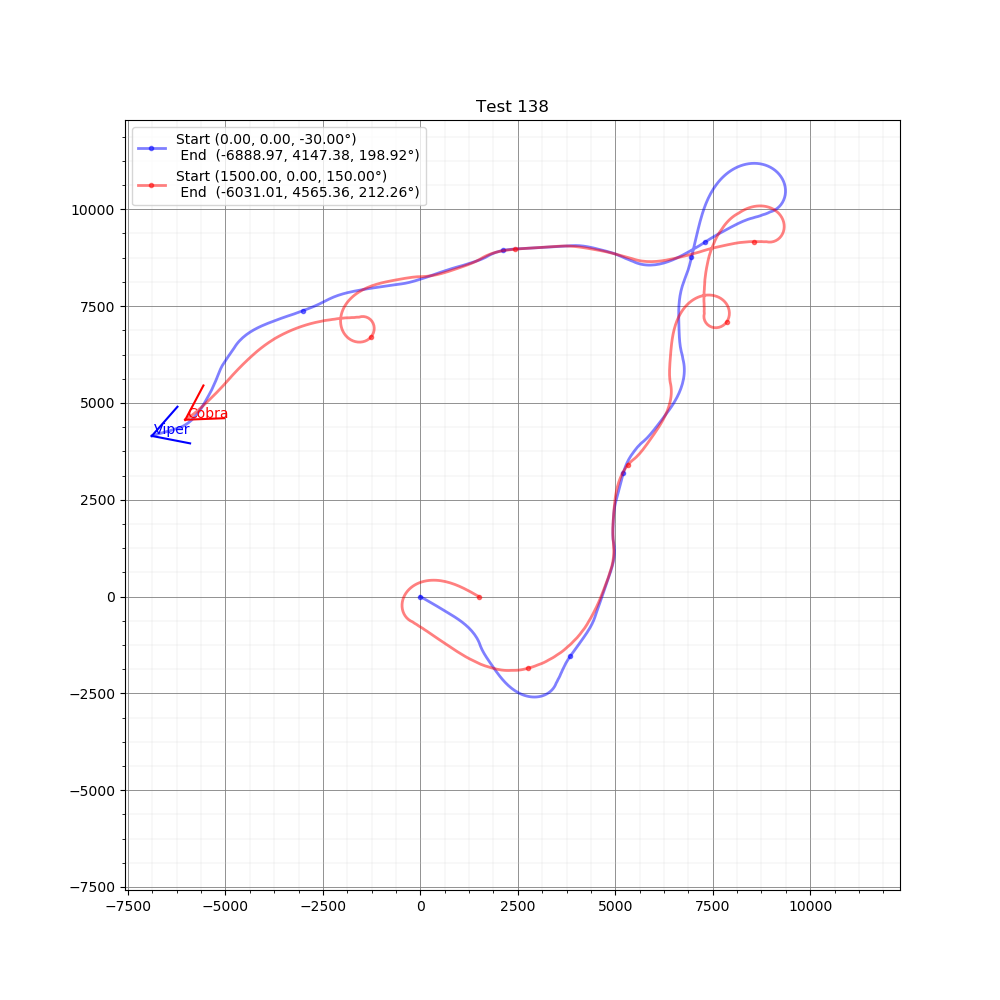 Test 138
Start (0.00, 0.00, -30.00°)
End (-6888.97, 4147.38, 198.92°)
Start (1500.00, 0.00, 150.00°)
End (-6031.01, 4565.36, 212.26°)
10000
7500
5000
2500
0
−2500
−5000
−7500
Cobra
Viper
−7500 −5000 −2500 0 2500 5000 7500 10000